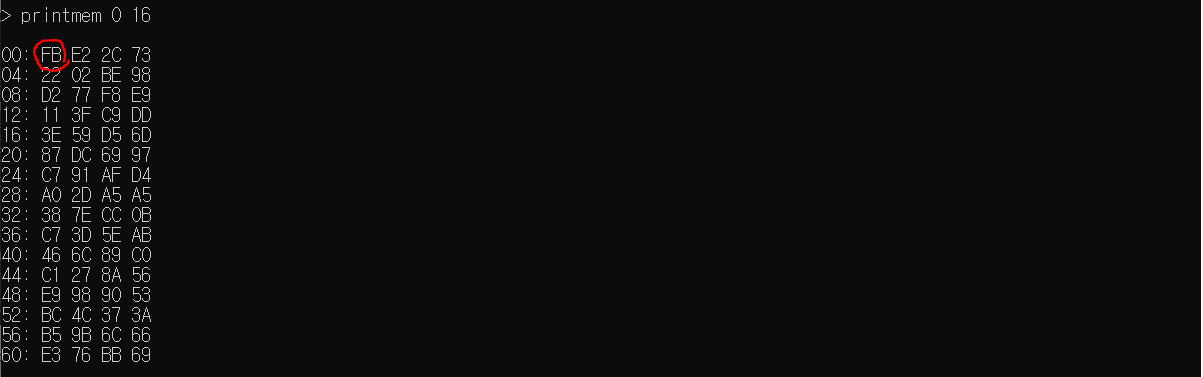 > printmem 0 16
00: FB E2 2C 73
04: 22 02 BE 98
08: D2 77 F8 E9
12: 11 3F C9 DD
16: 3E 59 D5 6D
20: 87 DC 69 97
24: C7 91 AF D4
28: A0 2D A5 A5
32: 38 7E CC 0B
36: C7 3D 5E AB
40: 46 6C 89 C0
44: C1 27 8A 56
48: E9 98 90 53
52: BC 4C 37 3A
56: B5 9B 6C 66
60: E3 76 BB 69